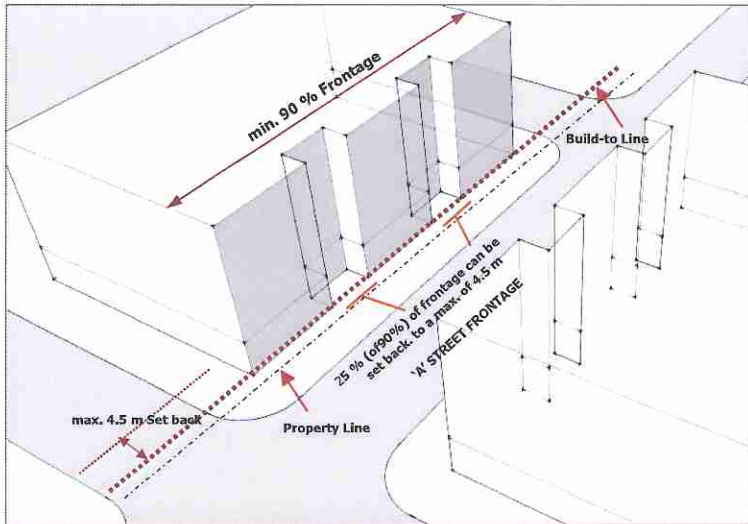 min. 90 % Frontage
Build-to Line
25 % (of90%) of frontage can be
set back. to a max. of 4.5 m
'A' STREET FRONTAGE
max. 4.5 m Set back
Property Line